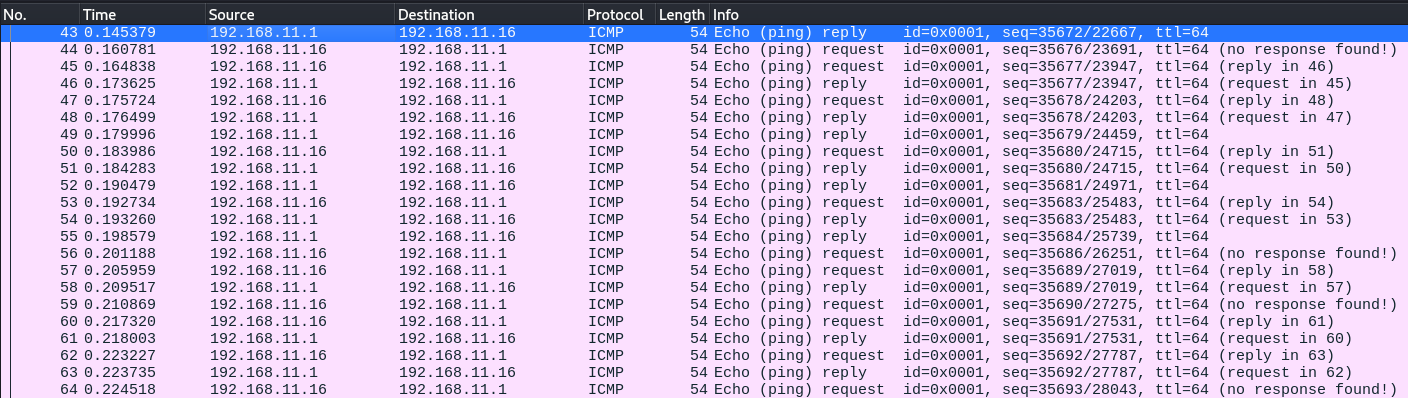 No. Time Source Destination Protocol Length Info
43 0.145379 192.168.11.1 192.168.11.16 ICMP 54 Echo (ping) reply id=0x0001, seq=35672/22667, ttl=64
44 0.160781 192.168.11.16 192.168.11.1 ICMP 54 Echo (ping) request id=0x0001, seq=35676/23691, ttl=64 (no response found!)
45 0.164838 192.168.11.16 192.168.11.1 ICMP 54 Echo (ping) request id=0x0001, seq=35677/23947, ttl=64 (reply in 46)
46 0.173625 192.168.11.1 192.168.11.16 ICMP 54 Echo (ping) reply id=0x0001, seq=35677/23947, ttl=64 (request in 45)
47 0.175724 192.168.11.16 192.168.11.1 ICMP 54 Echo (ping) request id=0x0001, seq=35678/24203, ttl=64 (reply in 48)
48 0.176499 192.168.11.1 192.168.11.16 ICMP 54 Echo (ping) reply id=0x0001, seq=35678/24203, ttl=64 (request in 47)
49 0.179996 192.168.11.1 192.168.11.16 ICMP 54 Echo (ping) reply id=0x0001, seq=35679/24459, ttl=64
50 0.183986 192.168.11.16 192.168.11.1 ICMP 54 Echo (ping) request id=0x0001, seq=35680/24715, ttl=64 (reply in 51)
51 0.184283 192.168.11.1 192.168.11.16 ICMP 54 Echo (ping) reply id=0x0001, seq=35680/24715, ttl=64 (request in 50)
52 0.190479 192.168.11.1 192.168.11.16 ICMP 54 Echo (ping) reply id=0x0001, seq=35681/24971, ttl=64
53 0.192734 192.168.11.16 192.168.11.1 ICMP 54 Echo (ping) request id=0x0001, seq=35683/25483, ttl=64 (reply in 54)
54 0.193260 192.168.11.1 192.168.11.16 ICMP 54 Echo (ping) reply id=0x0001, seq=35683/25483, ttl=64 (request in 53)
55 0.198579 192.168.11.1 192.168.11.16 ICMP 54 Echo (ping) reply id=0x0001, seq=35684/25739, ttl=64
56 0.201188 192.168.11.16 192.168.11.1 ICMP 54 Echo (ping) request id=0x0001, seq=35686/26251, ttl=64 (no response found!)
57 0.205959 192.168.11.16 192.168.11.1 ICMP 54 Echo (ping) request id=0x0001, seq=35689/27019, ttl=64 (reply in 58)
58 0.209517 192.168.11.1 192.168.11.16 ICMP 54 Echo (ping) reply id=0x0001, seq=35689/27019, ttl=64 (request in 57)
59 0.210869 192.168.11.16 192.168.11.1 ICMP 54 Echo (ping) request id=0x0001, seq=35690/27275, ttl=64 (no response found!)
60 0.217320 192.168.11.16 192.168.11.1 ICMP 54 Echo (ping) request id=0x0001, seq=35691/27531, ttl=64 (reply in 61)
61 0.218003 192.168.11.1 192.168.11.16 ICMP 54 Echo (ping) reply id=0x0001, seq=35691/27531, ttl=64 (request in 60)
62 0.223227 192.168.11.16 192.168.11.1 ICMP 54 Echo (ping) request id=0x0001, seq=35692/27787, ttl=64 (reply in 63)
63 0.223735 192.168.11.1 192.168.11.16 ICMP 54 Echo (ping) reply id=0x0001, seq=35692/27787, ttl=64 (request in 62)
64 0.224518 192.168.11.16 192.168.11.1 ICMP 54 Echo (ping) request id=0x0001, seq=35693/28043, ttl=64 (no response found!)